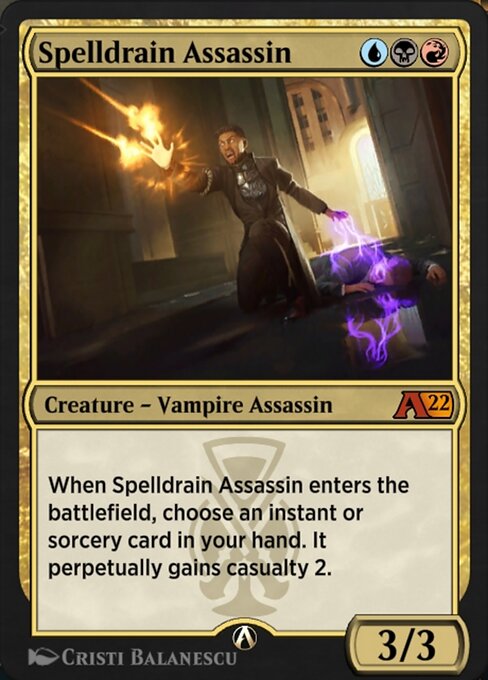 Spelldrain Assassin
Creature – Vampire Assassin
A22
When Spelldrain Assassin enters the
battlefield, choose an instant or
sorcery card in your hand. It
perpetually gains casualty 2.
3/3
Cristi Balanescu